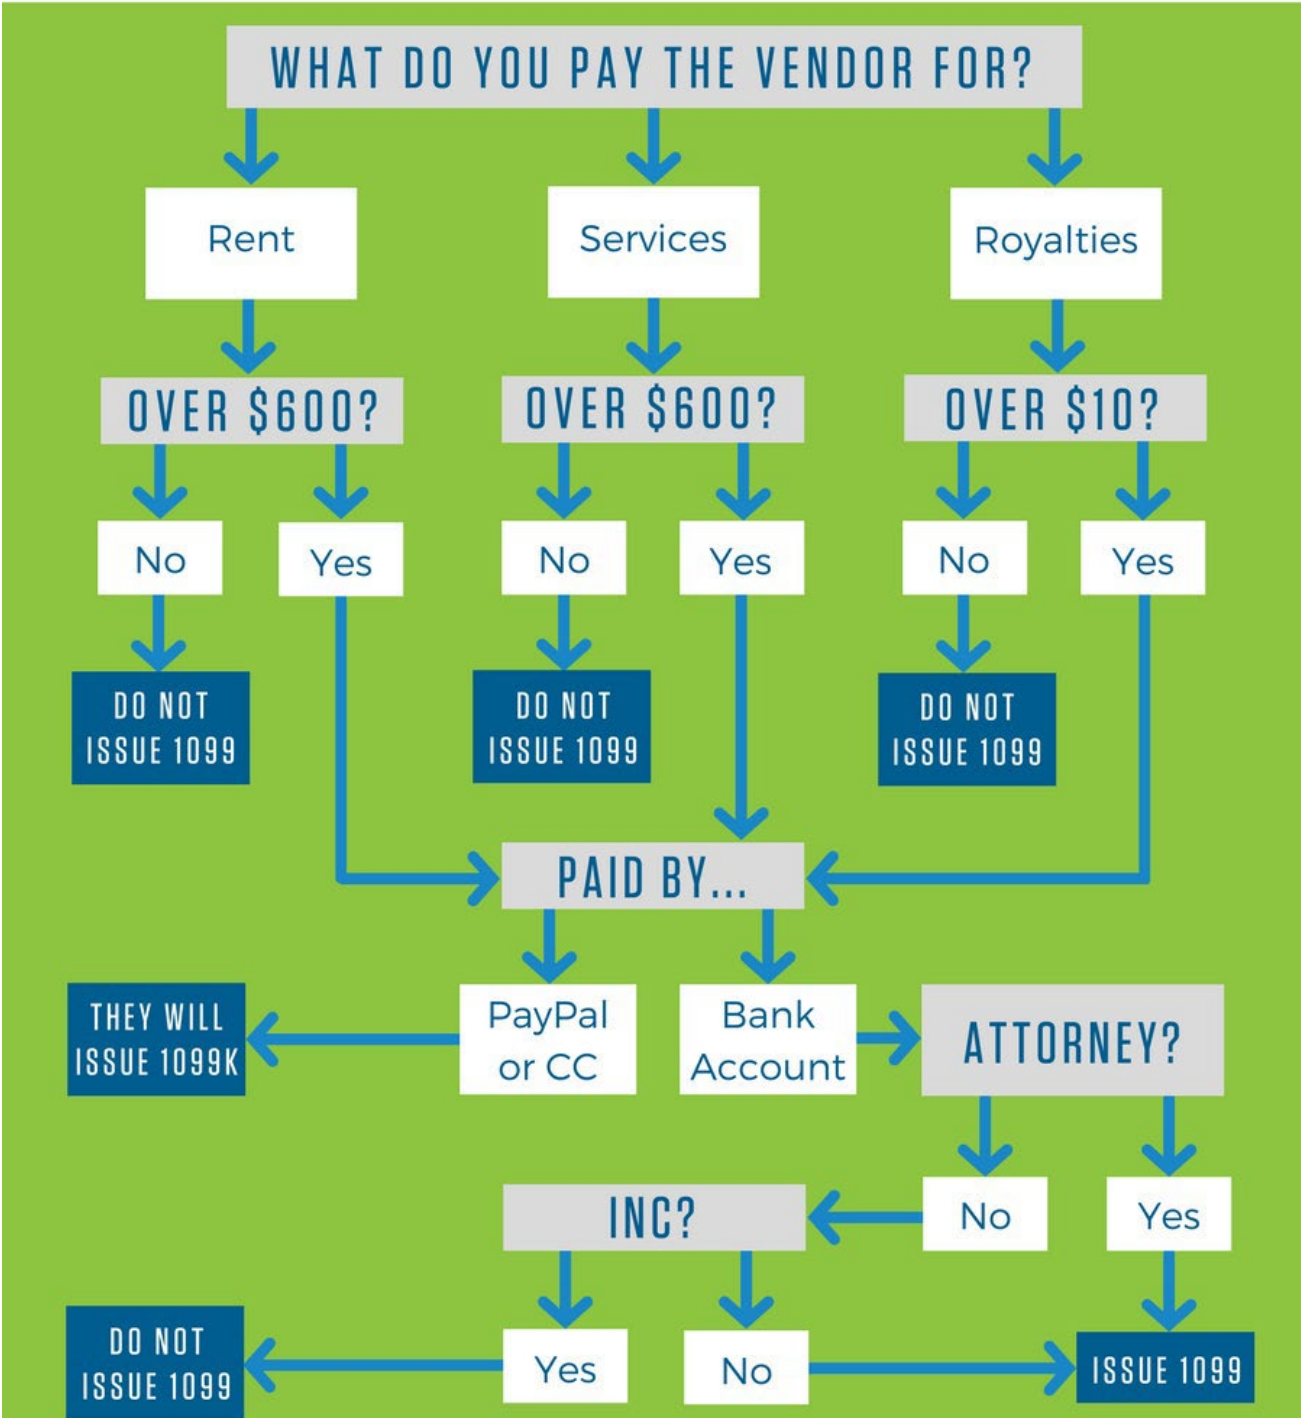 WHAT DO YOU PAY THE VENDOR FOR?
Rent
Services
Royalties
OVER $600?
OVER $600?
OVER $10?
No
Yes
No
Yes
No
Yes
DO NOT
ISSUE 1099
DO NOT
ISSUE 1099
DO NOT
ISSUE 1099
PAID BY...
THEY WILL
ISSUE 1099K
PayPal
or CC
Bank
Account
ATTORNEY?
INC?
No
Yes
DO NOT
ISSUE 1099
Yes
No
ISSUE 1099